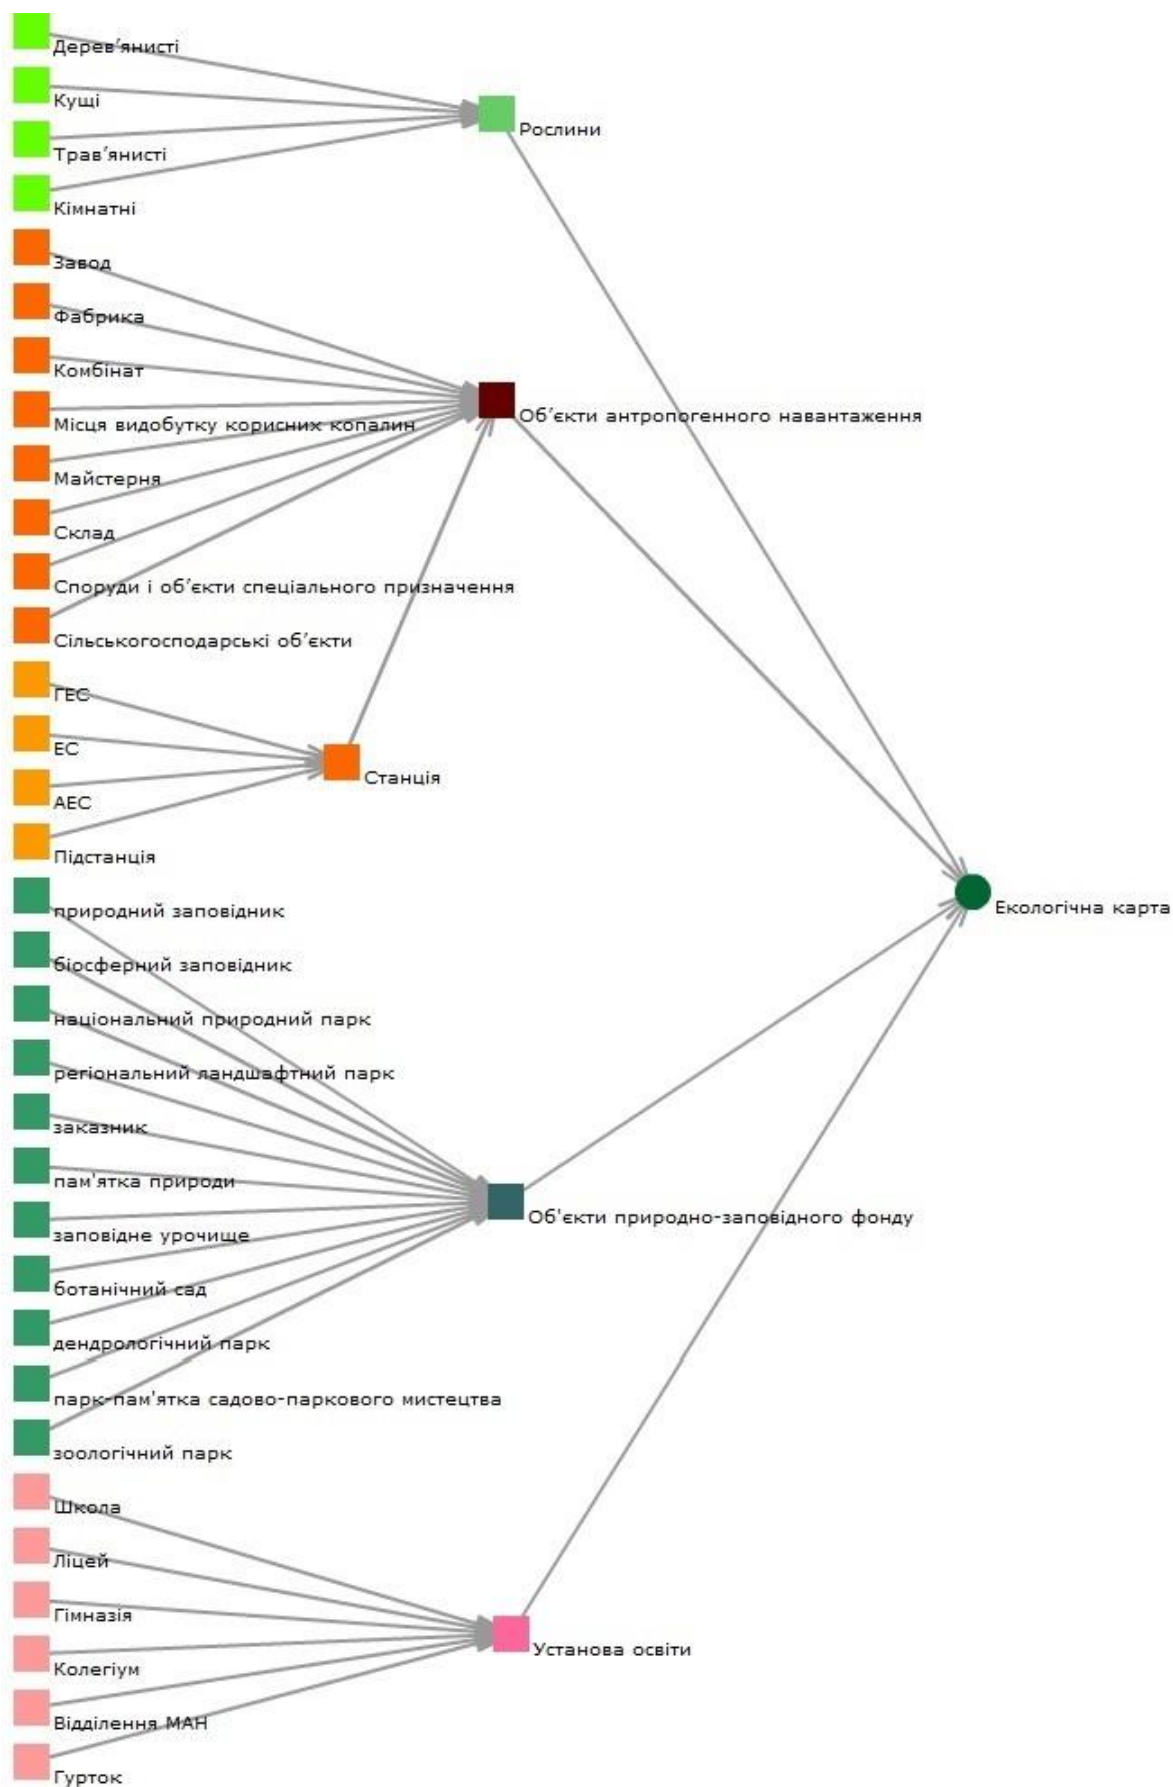 Дерев’янисті
Кущі
Рослини
Трав’янисті
Кімнатні
Завод
Фабрика
Комбінат
Об’єкти антропогенного навантаження
Місця видобутку корисних копалин
Майстерня
Склад
Споруди і об’єкти спеціального призначення
Сільськогосподарські об’єкти
ГЕС
ЕС
Станція
АЕС
Підстанція
природний заповідник
Екологічна карта
біосферний заповідник
національний природний парк
регіональний ландшафтний парк
заказник
пам'ятка природи
Об'єкти природно-заповідного фонду
заповідне урочище
ботанічний сад
дендрологічний парк
парк-пам'ятка садово-паркового мистецтва
зоологічний парк
Школа
Ліцей
Гімназія
Установа освіти
Колегіум
Відділення МАН
Гурток